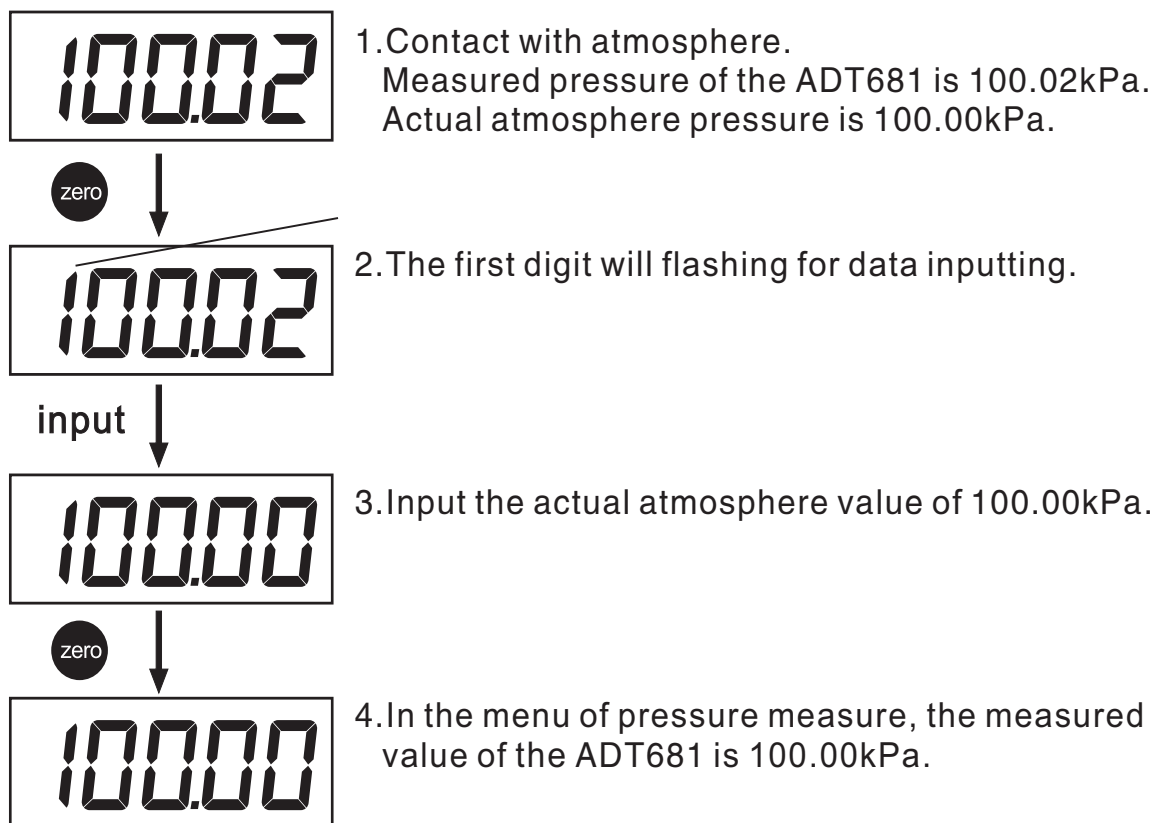 100.02
1.Contact with atmosphere.
Measured pressure of the ADT681 is 100.02kPa.
Actual atmosphere pressure is 100.00kPa.
zero
100.02
2.The first digit will flashing for data inputting.
input
100.00
3.Input the actual atmosphere value of 100.00kPa.
zero
100.00
4.In the menu of pressure measure, the measured
value of the ADT681 is 100.00kPa.